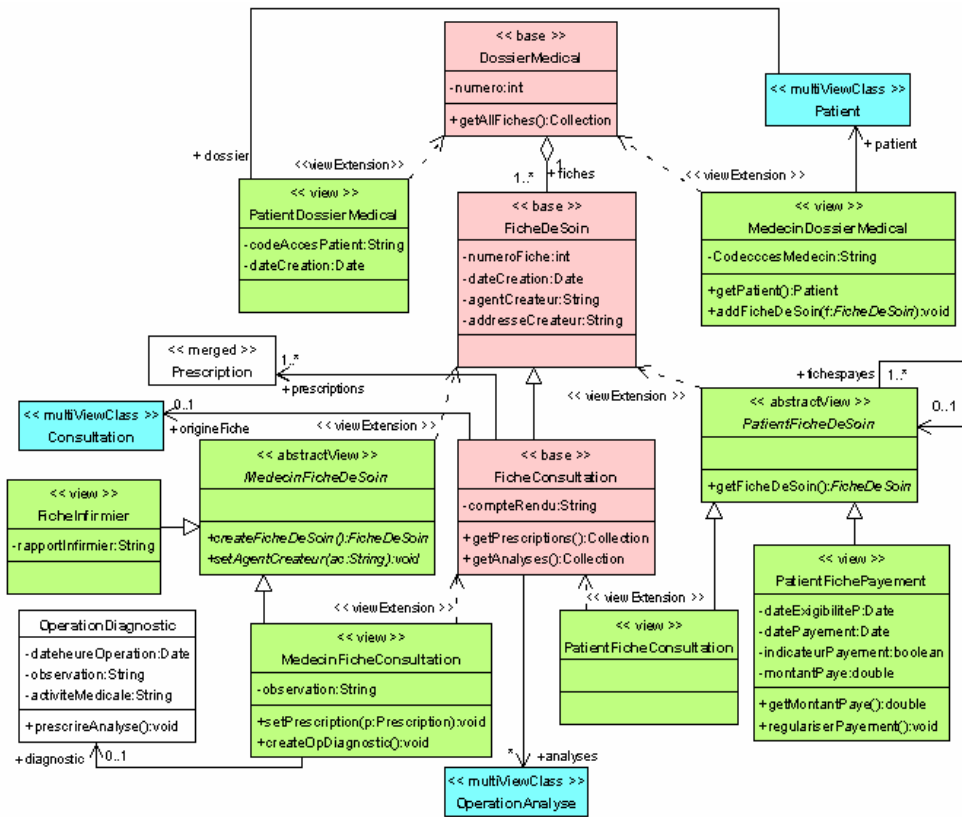 << base >>
DossierMedical
-numero:int
+getAllFiches():Collection
<< multiViewClass >>
Patient
+ dossier
<<viewExtension>>
1
1..*
+ fiches
<< viewExtension>>
+ patient
<< view >>
PatientDossierMedical
-codeAccesPatient:String
-dateCreation:Date
<< base >>
FicheDeSoin
-numeroFiche:int
-dateCreation:Date
-agentCreateur:String
-addresseCreateur:String
<< view >>
MedecinDossierMedical
-CodecccesMedecin:String
+getPatient():Patient
+addFicheDeSoin(f:FicheDeSoin):void
<< merged >>
Prescription
1..*
+prescriptions
<< multiViewClass >>
Consultation
0..1
+origineFiche
<< viewExtension>>
<< viewExtension>>
+ fichespayes
1..*
0..1
<< abstractView >>
MedecinFicheDeSoin
+createFicheDeSoin():FicheDeSoin
+setAgentCreateur(ac:String):void
<< base >>
FicheConsultation
-compteRendu:String
+getPrescriptions():Collection
+getAnalyses():Collection
<< abstractView >>
PatientFicheDeSoin
+getFicheDeSoin():FicheDeSoin
<< view >>
FicheInfirmier
-rapportInfirmier:String
<< viewExtension>>
<< viewExtension>>
OperationDiagnostic
-dateheureOperation:Date
-observation:String
-activiteMedicale:String
+prescrireAnalyse():void
+diagnostic
0..1
<< view >>
MedecinFicheConsultation
-observation:String
+setPrescription(p:Prescription):void
+createOpDiagnostic():void
<< view >>
PatientFicheConsultation
<< view >>
PatientFichePayement
-dateExigibiliteP:Date
-datePayement:Date
-indicateurPayement:boolean
-montantPaye:double
+getMontantPaye():double
+regulariserPayement():void
*
+analyses
<< multiViewClass >>
OperationAnalyse